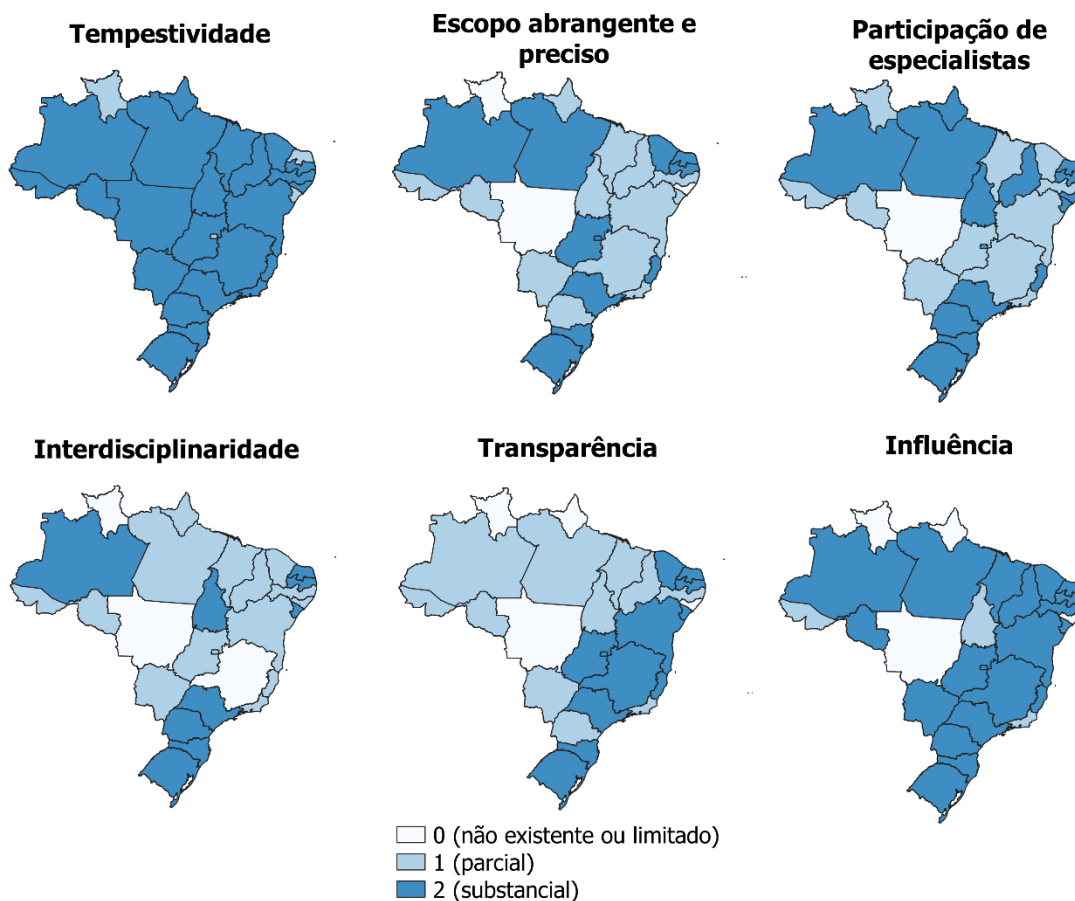 Tempestividade
Escopo abrangente e
preciso
Participação de
especialistas
Interdisciplinaridade
Transparência
Influência
0 (não existente ou limitado)
1 (parcial)
2 (substancial)